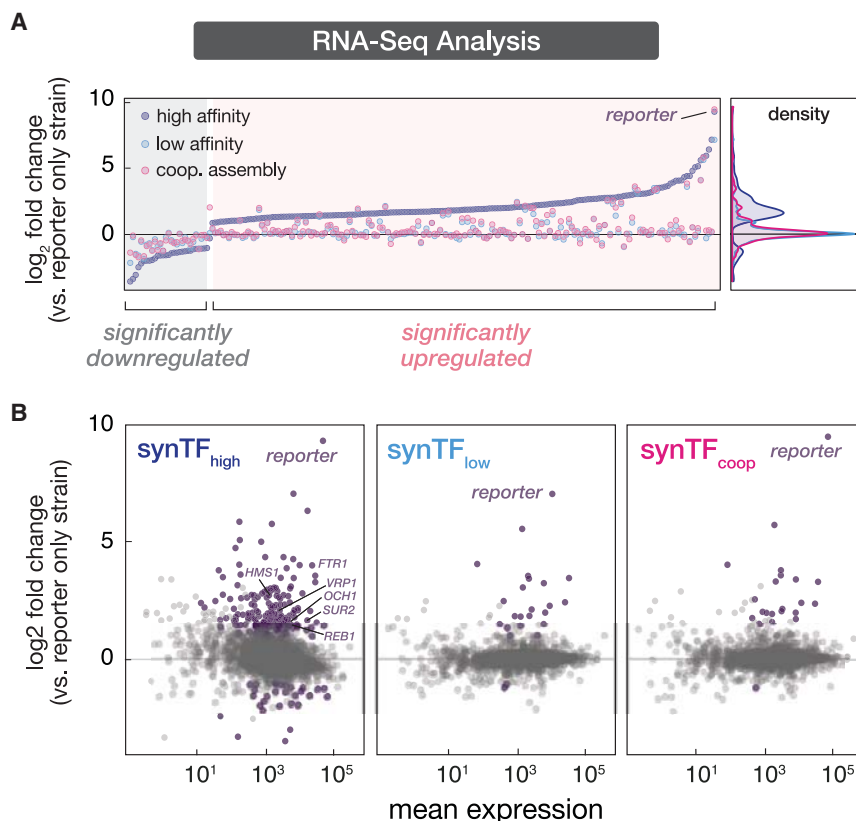 A
RNA-Seq Analysis
log2 fold change
(vs. reporter only strain)
10
5
0
high affinity
low affinity
coop. assembly
reporter
density
significantly
downregulated
significantly
upregulated
B
log2 fold change
(vs. reporter only strain)
10
5
0
synTFhigh
reporter
HMS1
FTR1
VRP1
OCH1
SUR2
REB1
synTFlow
reporter
synTFcoop
reporter
10¹ 10³ 10⁵
10¹ 10³ 10⁵
10¹ 10³ 10⁵
mean expression